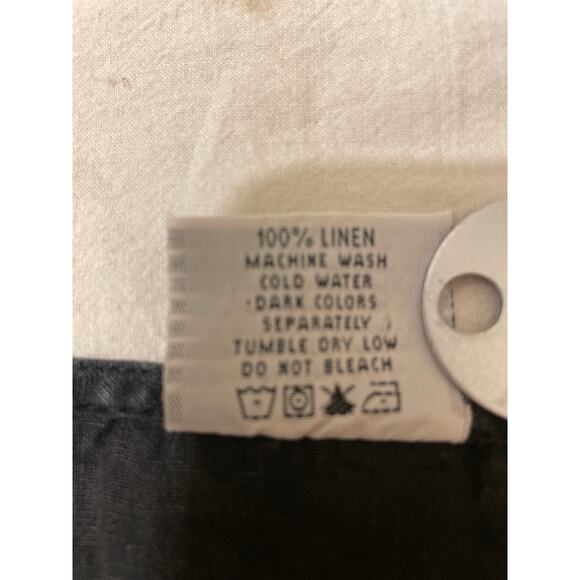 100% LINEN
MACHINE WASH
COLD WATER
·DARK COLORS
SEPARATELY
TUMBLE DRY LOW
DO NOT BLEACH